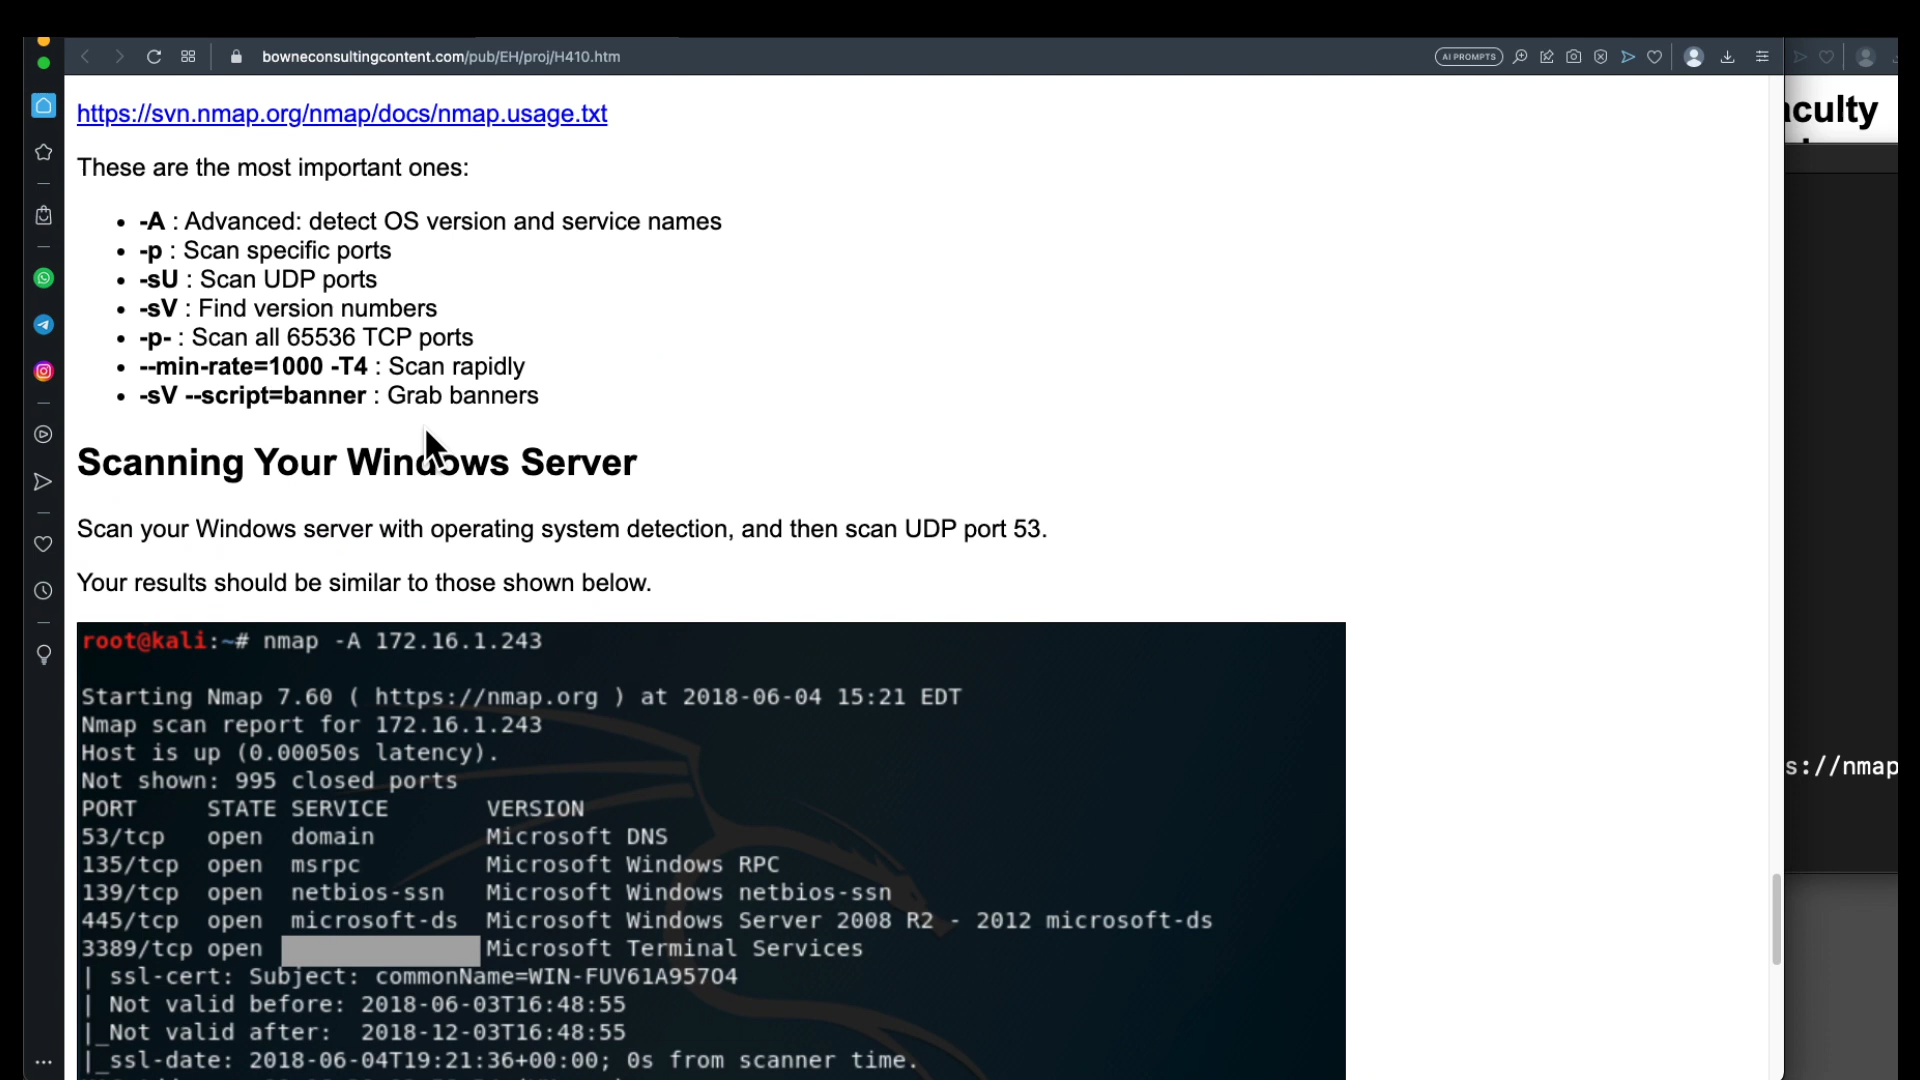 bowneconsultingcontent.com/pub/EH/proj/H410.htm
AI PROMPTS
https://svn.nmap.org/nmap/docs/nmap.usage.txt
These are the most important ones:
• -A : Advanced: detect OS version and service names
• -p : Scan specific ports
• -sU : Scan UDP ports
• -sV : Find version numbers
• -p- : Scan all 65536 TCP ports
• --min-rate=1000 -T4 : Scan rapidly
• -sV --script=banner : Grab banners
Scanning Your Windows Server
Scan your Windows server with operating system detection, and then scan UDP port 53.
Your results should be similar to those shown below.
root@kali:~# nmap -A 172.16.1.243
Starting Nmap 7.60 ( https://nmap.org ) at 2018-06-04 15:21 EDT
Nmap scan report for 172.16.1.243
Host is up (0.00050s latency).
Not shown: 995 closed ports
PORT STATE SERVICE VERSION
53/tcp open domain Microsoft DNS
135/tcp open msrpc Microsoft Windows RPC
139/tcp open netbios-ssn Microsoft Windows netbios-ssn
445/tcp open microsoft-ds Microsoft Windows Server 2008 R2 - 2012 microsoft-ds
3389/tcp open Microsoft Terminal Services
| ssl-cert: Subject: commonName=WIN-FUV61A957O4
| Not valid before: 2018-06-03T16:48:55
|_Not valid after: 2018-12-03T16:48:55
|_ssl-date: 2018-06-04T19:21:36+00:00; 0s from scanner time.
culty
s://nmap